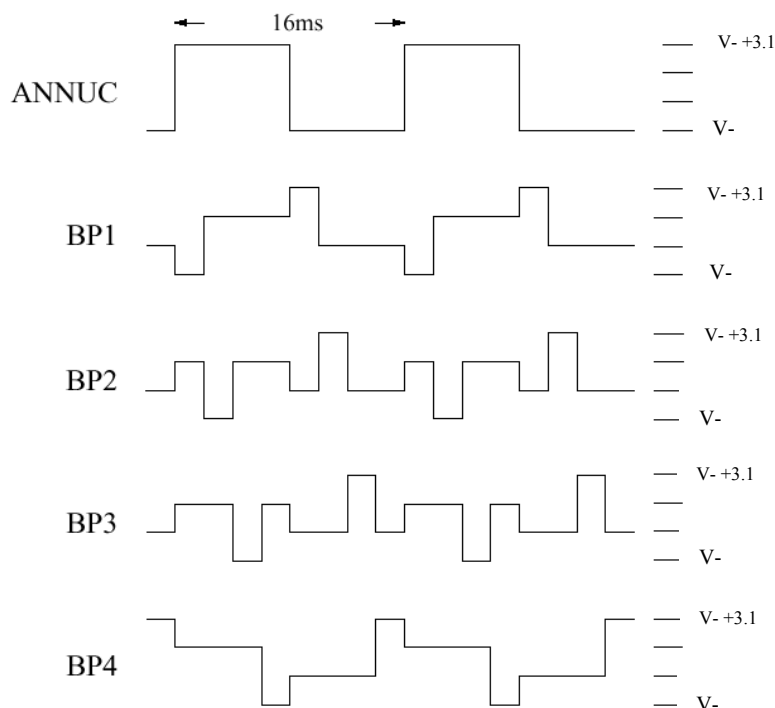 16ms
ANNUC
V- +3.1
V-
BP1
V- +3.1
V-
BP2
V- +3.1
V-
BP3
V- +3.1
V-
BP4
V- +3.1
V-